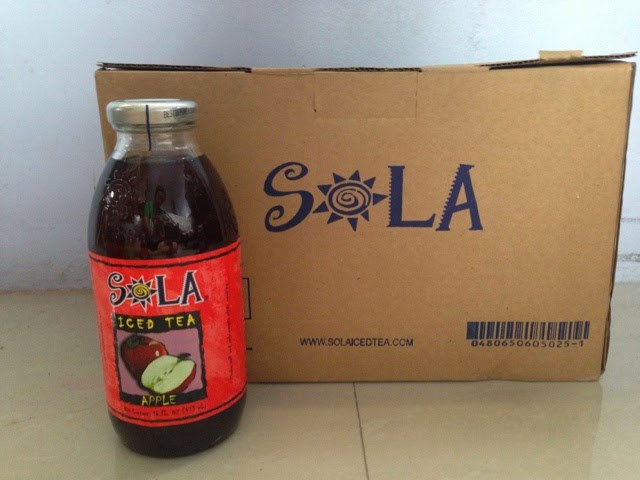 SOLA
WWW.SOLAICEDTEA.COM
0480650605025-1
SOLA
ICED TEA
APPLE